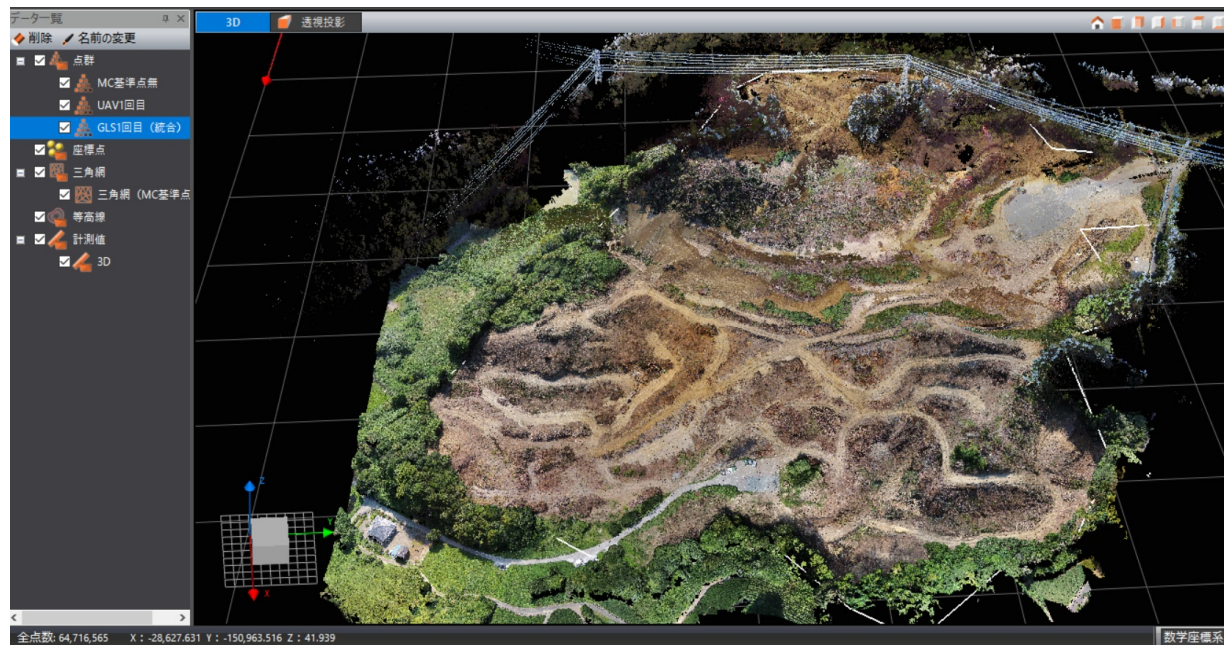 データ一覧
削除 名前の変更
点群
MC基準点無
UAV1回目
GLS1回目（統合）
座標点
三角網
三角網（MC基準点
等高線
計測値
3D
3D 透視投影
Z
X
全点数: 64,716,565 X：-28,627.631 Y：-150,963.516 Z：41.939
数学座標系